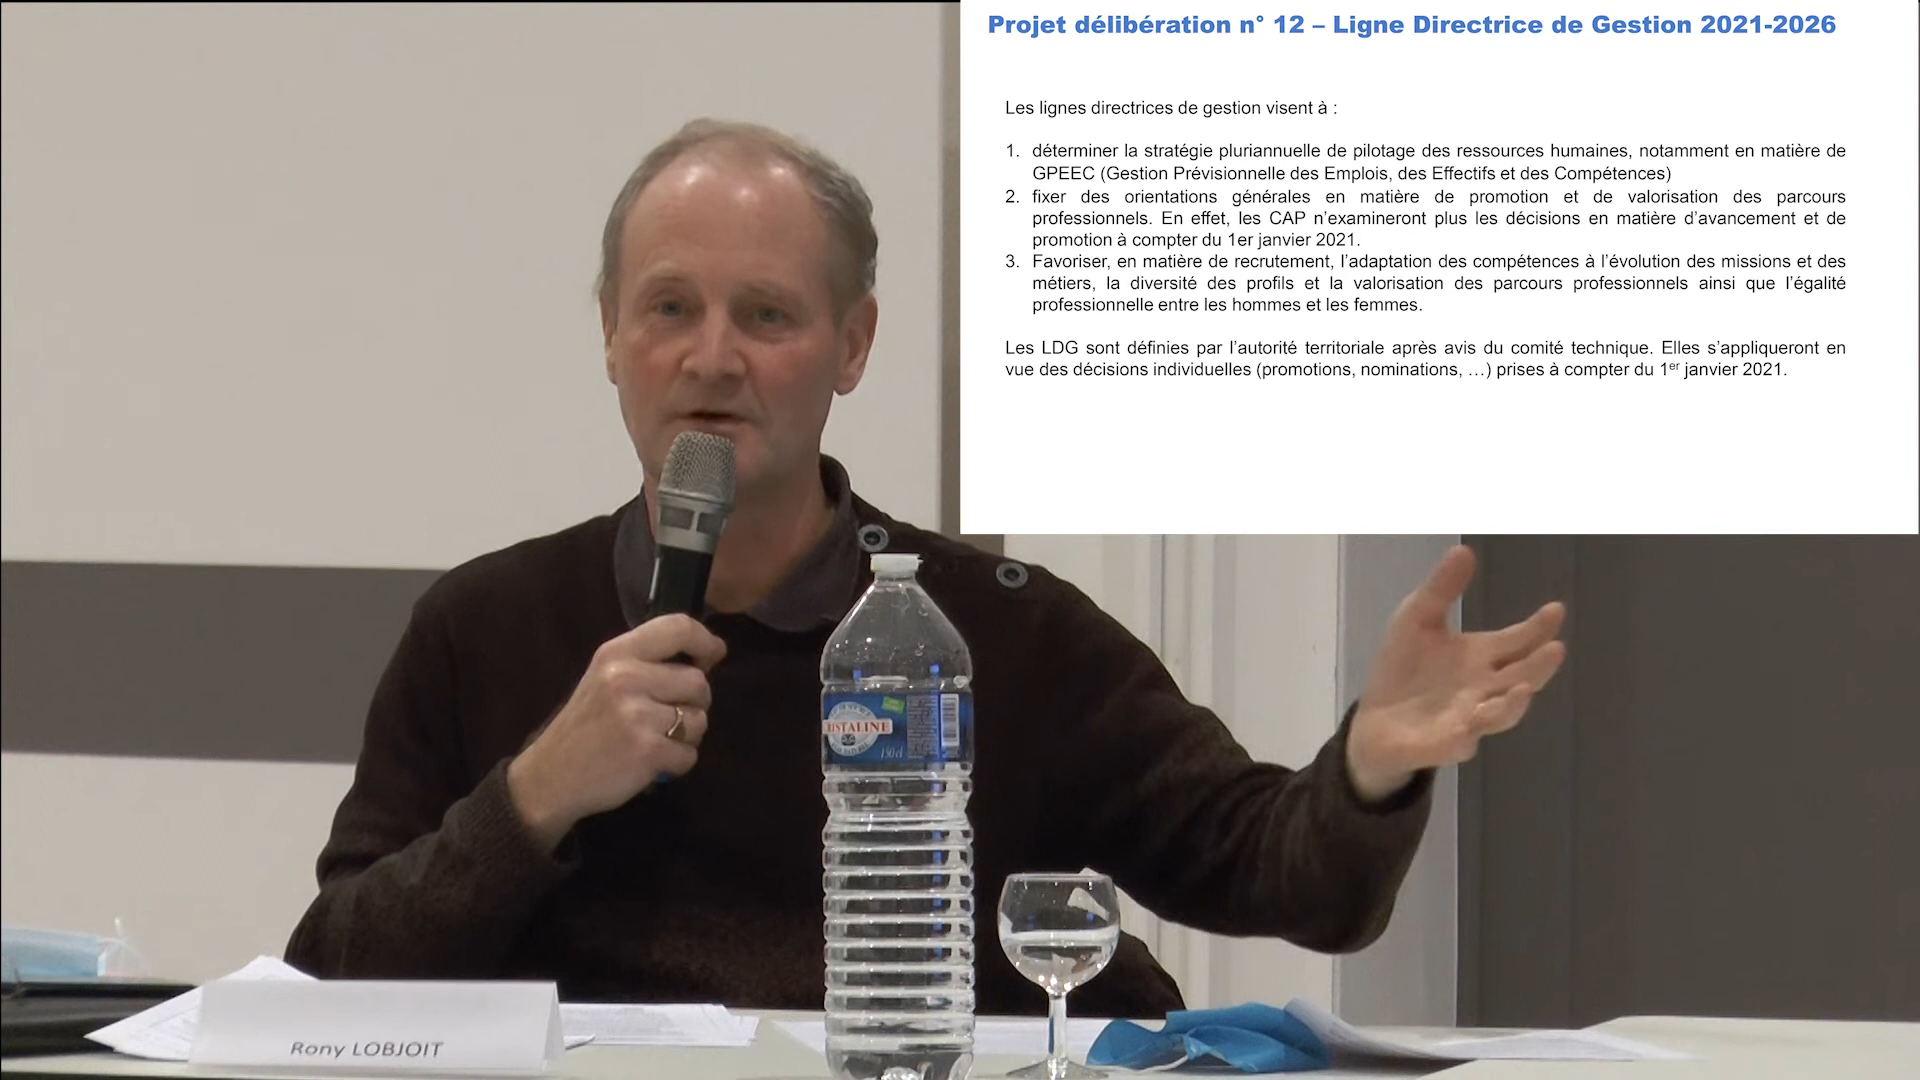 Projet délibération n° 12 – Ligne Directrice de Gestion 2021-2026
Les lignes directrices de gestion visent à :
1. déterminer la stratégie pluriannuelle de pilotage des ressources humaines, notamment en matière de
GPEEC (Gestion Prévisionnelle des Emplois, des Effectifs et des Compétences)
2. fixer des orientations générales en matière de promotion et de valorisation des parcours
professionnels. En effet, les CAP n’examineront plus les décisions en matière d’avancement et de
promotion à compter du 1er janvier 2021.
3. Favoriser, en matière de recrutement, l’adaptation des compétences à l’évolution des missions et des
métiers, la diversité des profils et la valorisation des parcours professionnels ainsi que l’égalité
professionnelle entre les hommes et les femmes.
Les LDG sont définies par l’autorité territoriale après avis du comité technique. Elles s’appliqueront en
vue des décisions individuelles (promotions, nominations, …) prises à compter du 1er janvier 2021.
ISTALINE
150 cl
Rony LOBJOIT